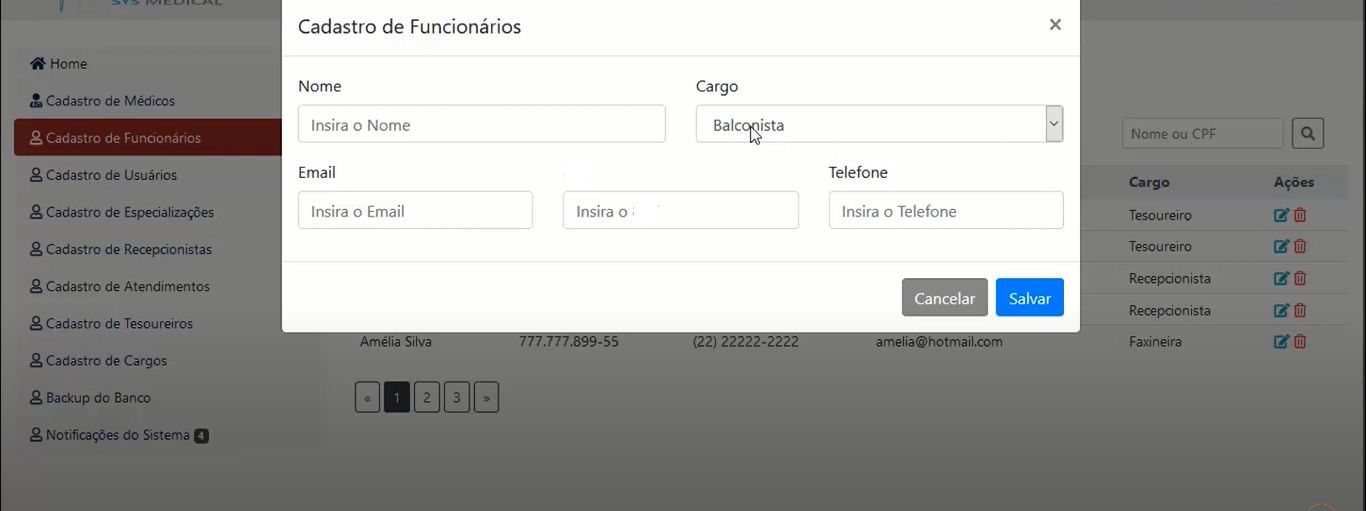 SYS MEDICAL
Cadastro de Funcionários ×
Home
Nome Cargo
Cadastro de Médicos
Insira o Nome Balconista
Nome ou CPF
Cadastro de Funcionários
Email Telefone
Cadastro de Usuários
Cargo Ações
Insira o Email Insira o Insira o Telefone
Cadastro de Especializações
Tesoureiro
Cadastro de Recepcionistas
Tesoureiro
Cadastro de Atendimentos
Recepcionista
Cancelar Salvar
Cadastro de Tesoureiros
Recepcionista
Amélia Silva 777.777.899-55 (22) 22222-2222 amelia@hotmail.com Faxineira
Cadastro de Cargos
Backup do Banco
« 1 2 3 »
Notificações do Sistema 4